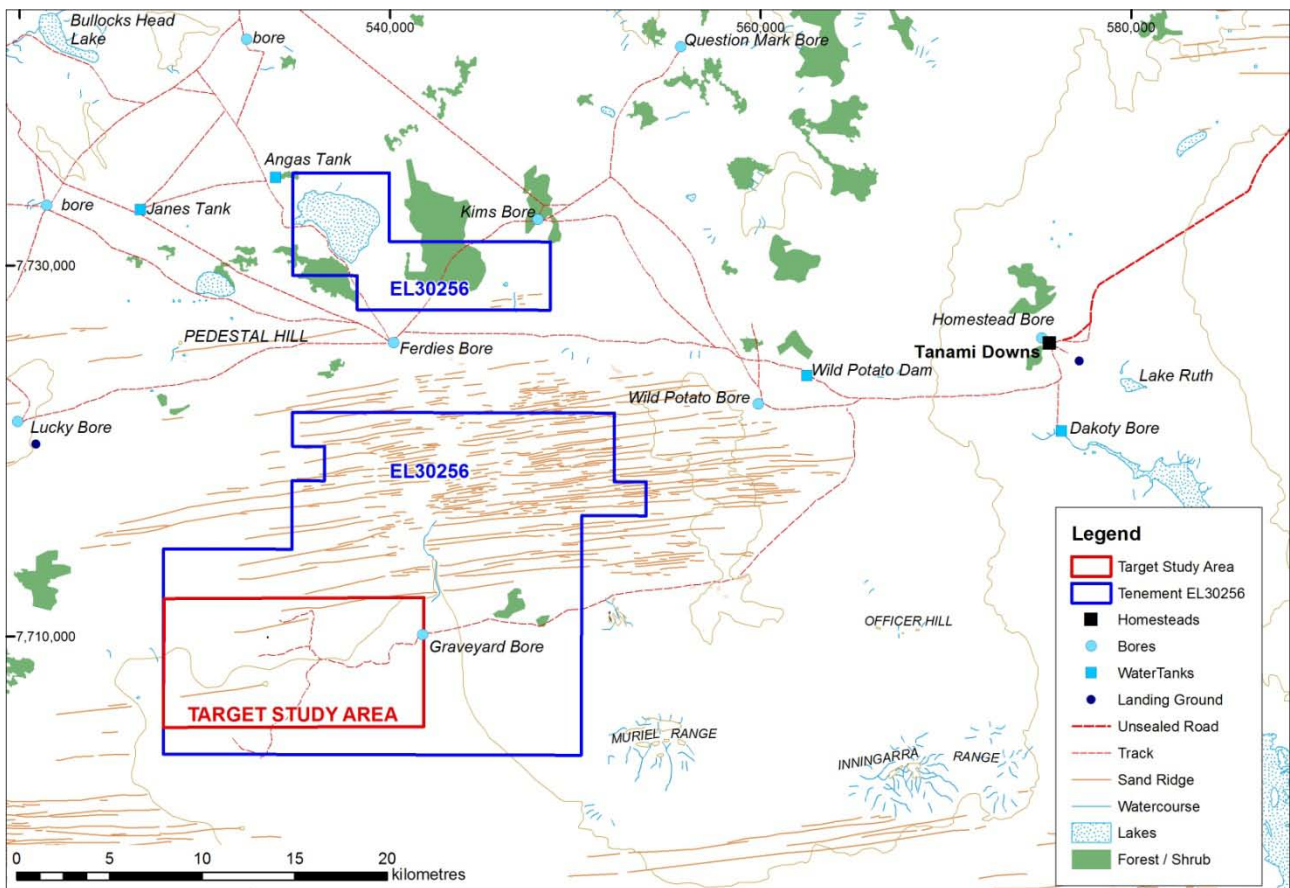 Bullocks Head
Lake
bore
540,000
Question Mark Bore
560,000
580,000
Angas Tank
bore
Janes Tank
Kims Bore
7,730,000
EL30256
PEDESTAL HILL
Ferdies Bore
Homestead Bore
Tanami Downs
Wild Potato Dam
Lake Ruth
Wild Potato Bore
Lucky Bore
Dakoty Bore
EL30256
7,710,000
Graveyard Bore
OFFICER HILL
TARGET STUDY AREA
MURIEL RANGE
INNINGARRA RANGE
Legend
Target Study Area
Tenement EL30256
Homesteads
Bores
WaterTanks
Landing Ground
Unsealed Road
Track
Sand Ridge
Watercourse
Lakes
Forest / Shrub
0 5 10 15 20
kilometres